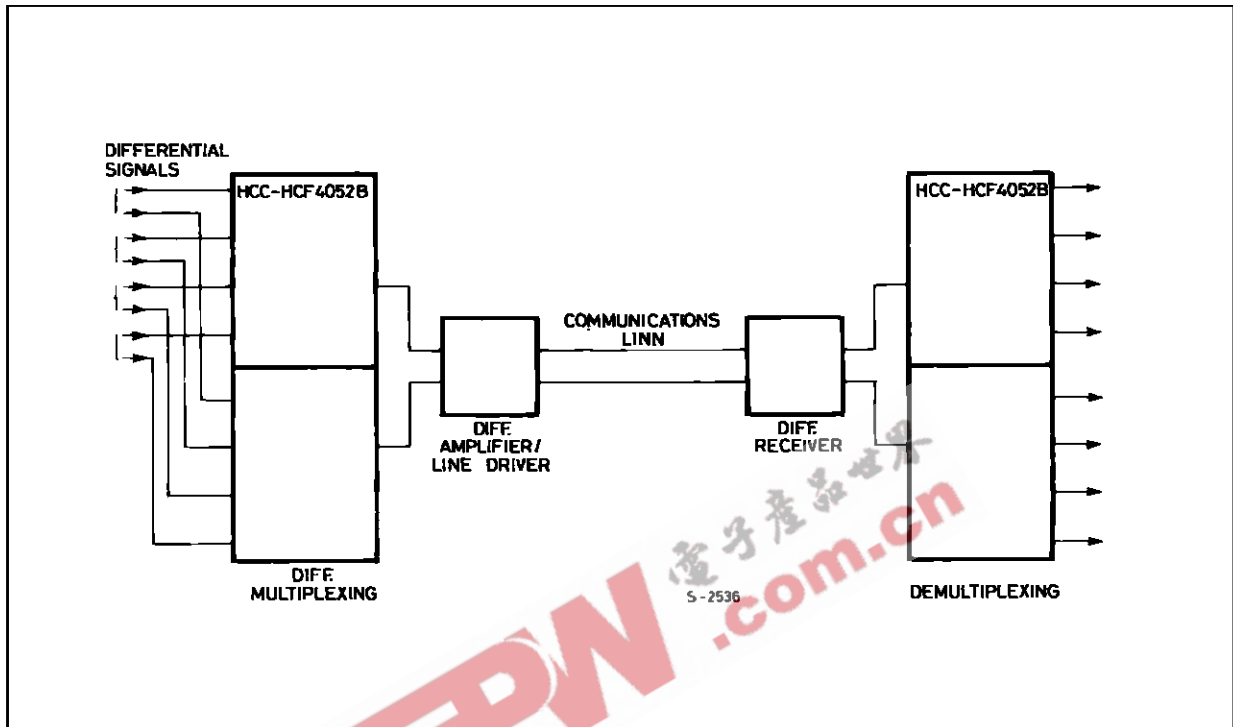 DIFFERENTIAL
SIGNALS
HCC-HCF4052B
HCC-HCF4052B
COMMUNICATIONS
LINN
DIFF.
AMPLIFIER/
LINE DRIVER
DIFF.
RECEIVER
DIFF.
MULTIPLEXING
S-2536
DEMULTIPLEXING
電子產品世界
.com.cn